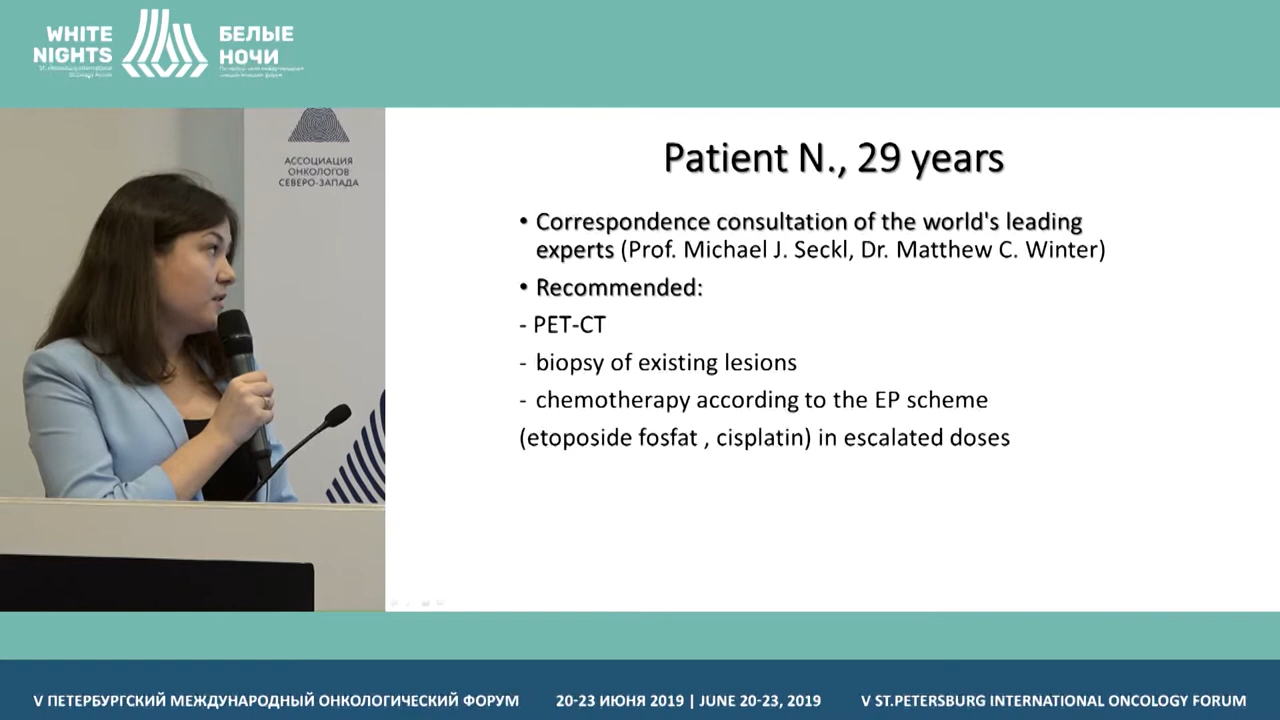 WHITE
NIGHTS
БЕЛЫЕ
НОЧИ
АССОЦИАЦИЯ
ОНКОЛОГОВ
СЕВЕРО-ЗАПАДА
Patient N., 29 years
• Correspondence consultation of the world's leading
experts (Prof. Michael J. Seckl, Dr. Matthew C. Winter)
• Recommended:
- PET-CT
- biopsy of existing lesions
- chemotherapy according to the EP scheme
(etoposide fosfat , cisplatin) in escalated doses
V ПЕТЕРБУРГСКИЙ МЕЖДУНАРОДНЫЙ ОНКОЛОГИЧЕСКИЙ ФОРУМ
20-23 ИЮНЯ 2019 | JUNE 20-23, 2019
V ST.PETERSBURG INTERNATIONAL ONCOLOGY FORUM